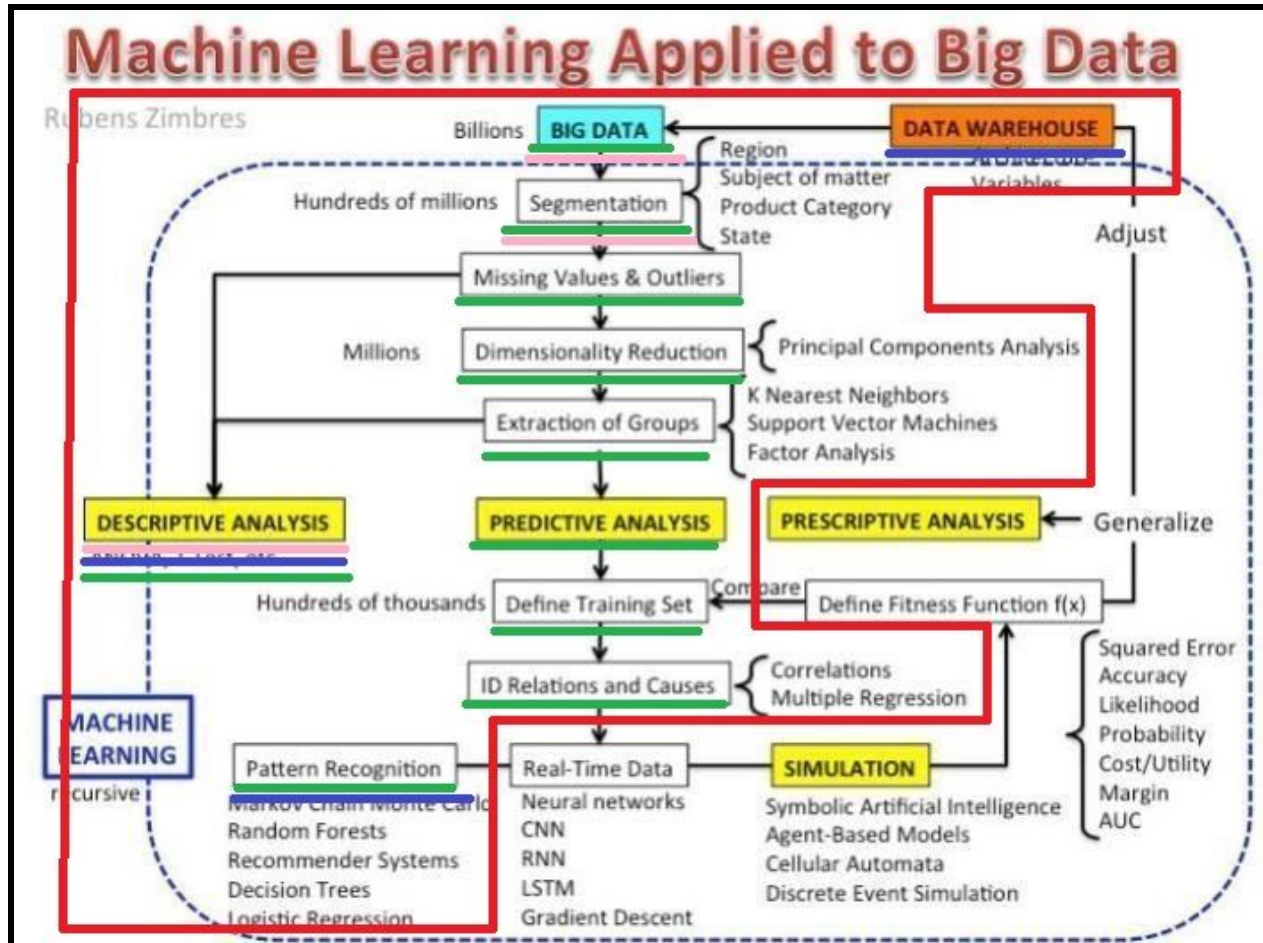 Machine Learning Applied to Big Data
Rubens Zimbres
Billions
BIG DATA
DATA WAREHOUSE
Variables
Region
Subject of matter
Product Category
State
Hundreds of millions
Segmentation
Adjust
Missing Values & Outliers
Millions
Dimensionality Reduction
Principal Components Analysis
Extraction of Groups
K Nearest Neighbors
Support Vector Machines
Factor Analysis
DESCRIPTIVE ANALYSIS
PREDICTIVE ANALYSIS
PRESCRIPTIVE ANALYSIS
Generalize
Hundreds of thousands
Define Training Set
Compare
Define Fitness Function f(x)
ID Relations and Causes
Correlations
Multiple Regression
Squared Error
Accuracy
Likelihood
Probability
Cost/Utility
Margin
AUC
MACHINE
LEARNING
recursive
Pattern Recognition
Real-Time Data
SIMULATION
Markov Chain Monte Carlo
Random Forests
Recommender Systems
Decision Trees
Logistic Regression
Neural networks
CNN
RNN
LSTM
Gradient Descent
Symbolic Artificial Intelligence
Agent-Based Models
Cellular Automata
Discrete Event Simulation